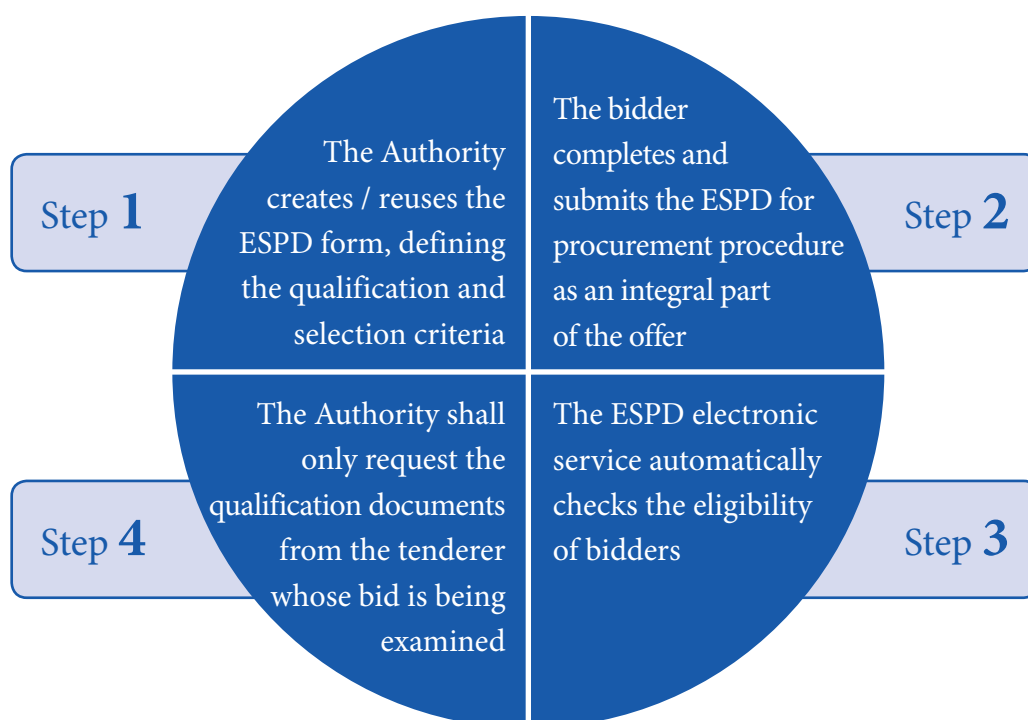 Step 1
The Authority
creates / reuses the
ESPD form, defining
the qualification and
selection criteria
The bidder
completes and
submits the ESPD for
procurement procedure
as an integral part
of the offer
Step 2
The ESPD electronic
service automatically
checks the eligibility
of bidders
Step 3
Step 4
The Authority shall
only request the
qualification documents
from the tenderer
whose bid is being
examined